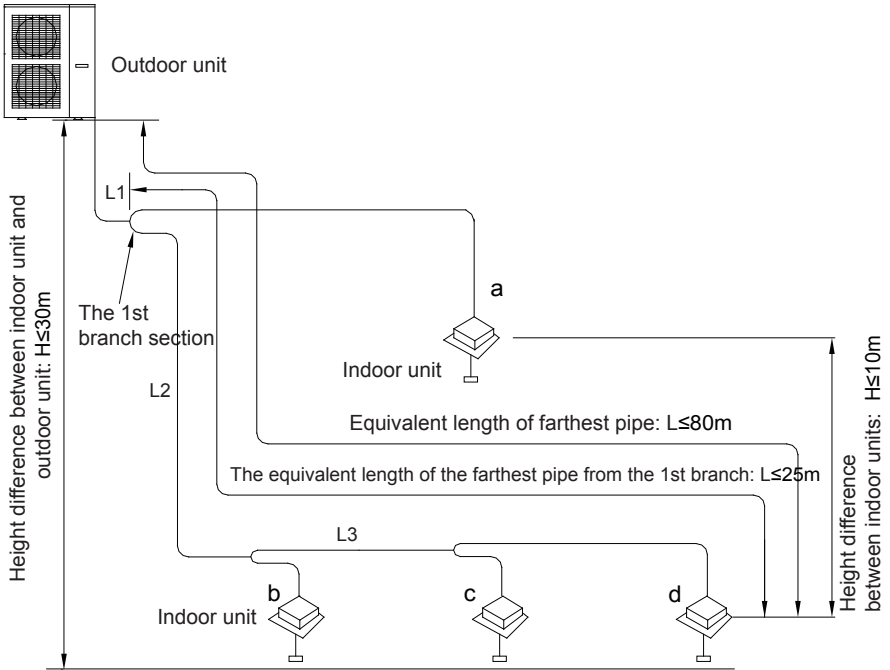 Outdoor unit
L1
Height difference between indoor unit and
outdoor unit: H≤30m
The 1st
branch section
a
Indoor unit
L2
Equivalent length of farthest pipe: L≤80m
The equivalent length of the farthest pipe from the 1st branch: L≤25m
Height difference
between indoor units: H≤10m
L3
b
c
d
Indoor unit